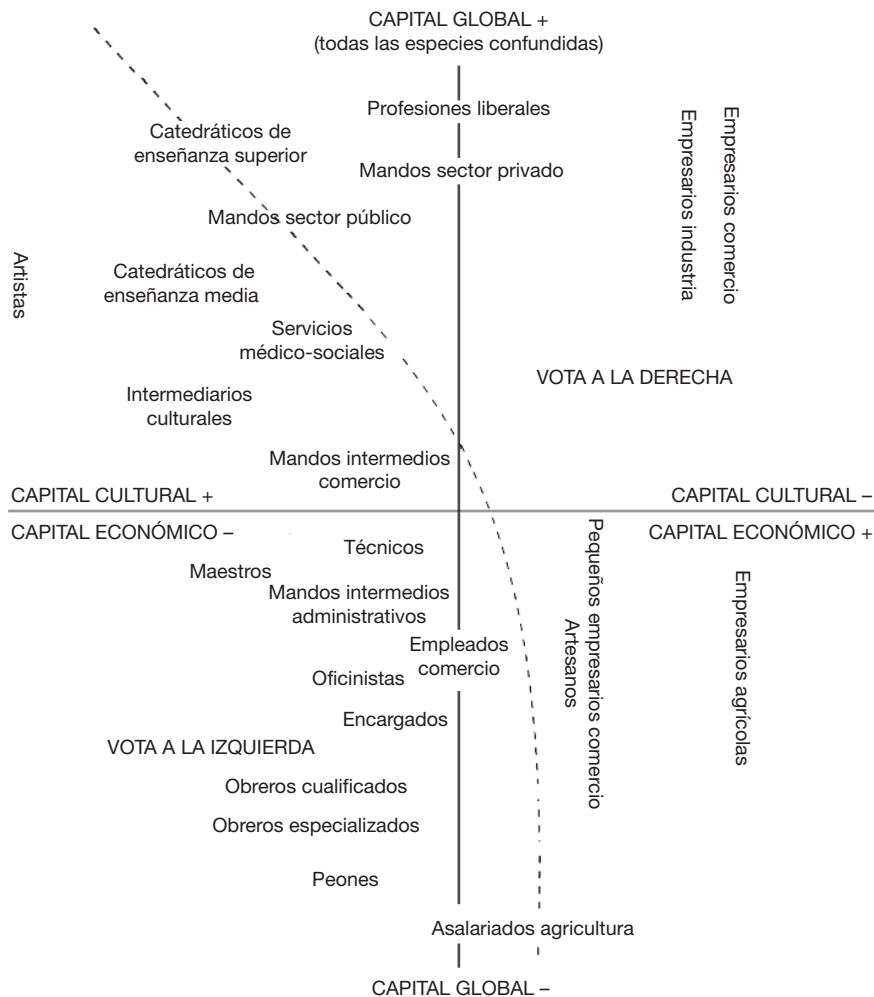 CAPITAL GLOBAL +
(todas las especies confundidas)
Profesiones liberales
Catedráticos de
enseñanza superior
Mandos sector privado
Empresarios comercio
Empresarios industria
Mandos sector público
Artistas
Catedráticos de
enseñanza media
Servicios
médico-sociales
VOTA A LA DERECHA
Intermediarios
culturales
Mandos intermedios
comercio
CAPITAL CULTURAL +
CAPITAL CULTURAL –
CAPITAL ECONÓMICO –
CAPITAL ECONÓMICO +
Técnicos
Maestros
Mandos intermedios
administrativos
Pequeños empresarios comercio
Artesanos
Empresarios agrícolas
Empleados
comercio
Oficinistas
Encargados
VOTA A LA IZQUIERDA
Obreros cualificados
Obreros especializados
Peones
Asalariados agricultura
CAPITAL GLOBAL –